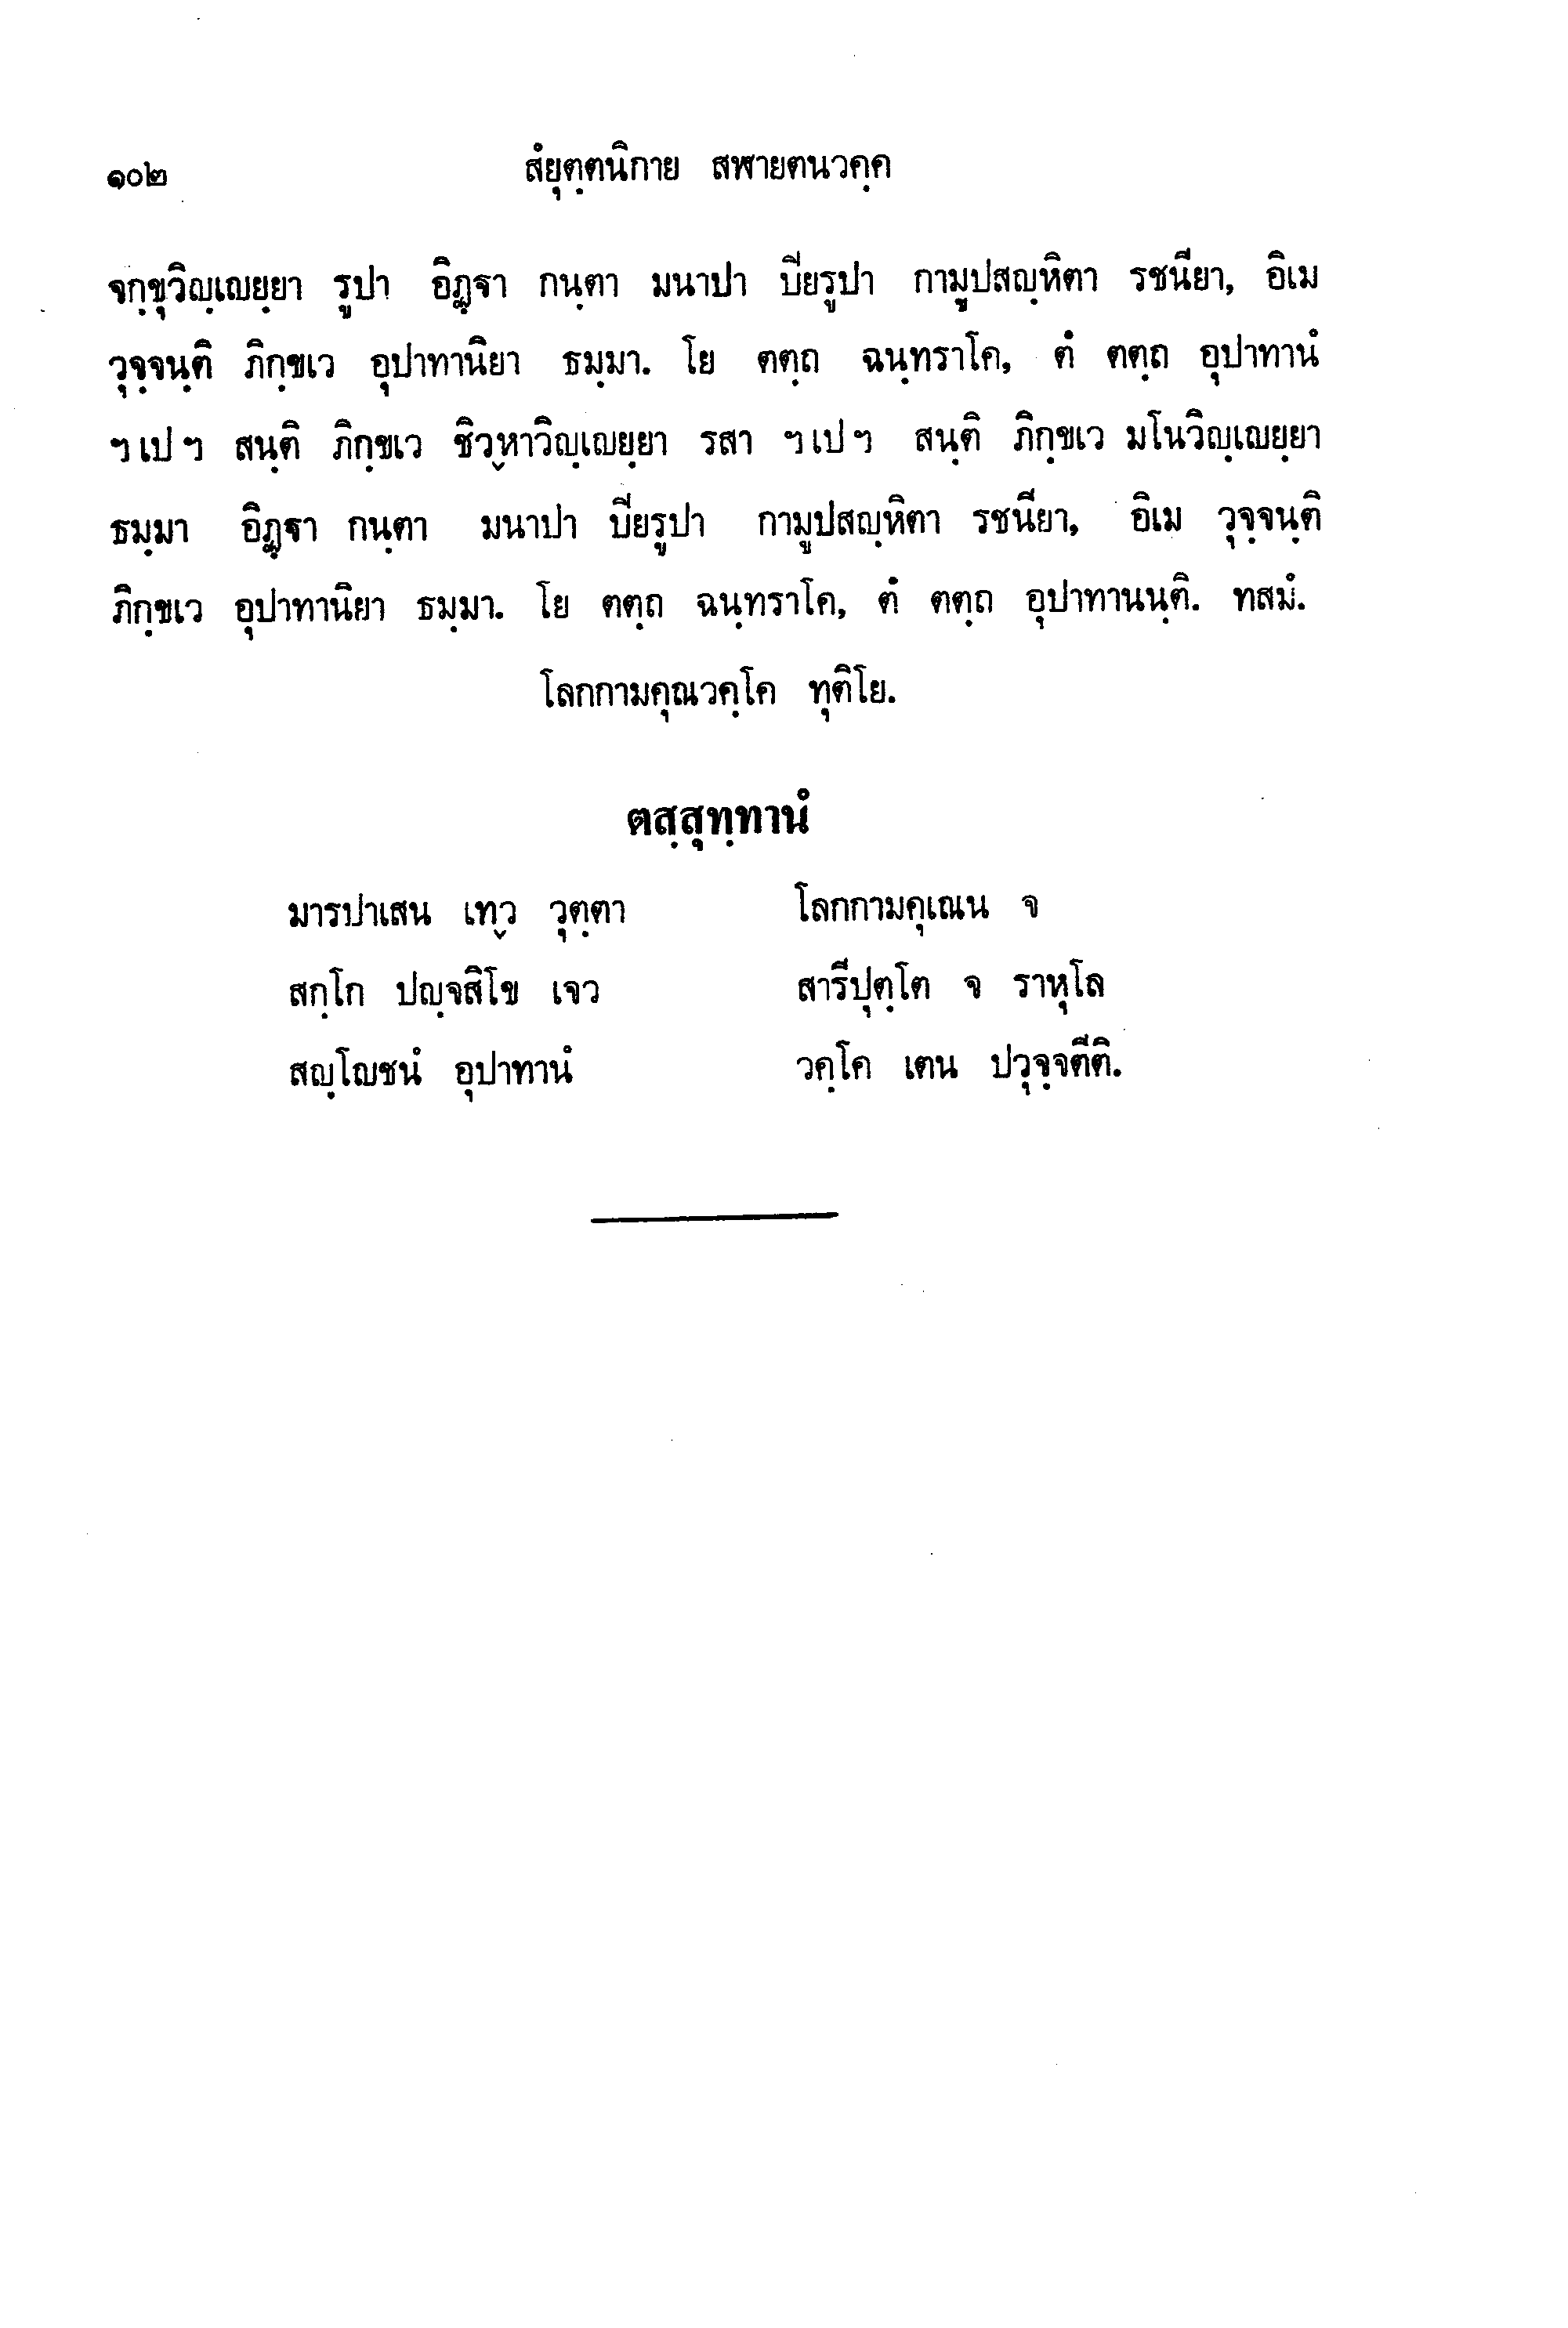 ๑๐๒ สํยุตฺตนิกาย สฬายตนวคฺค
จกฺขุวิญฺเญยฺยา รูปา อิฏฺฐา กนฺตา มนาปา ปิยรูปา กามูปสญฺหิตา รชนียา, อิเม
วุจฺจนฺติ ภิกฺขเว อุปาทานิยา ธมฺมา. โย ตตฺถ ฉนฺทราโค, ตํ ตตฺถ อุปาทานํ
ฯ เป ฯ สนฺติ ภิกฺขเว ชิวฺหาวิญฺเญยฺยา รสา ฯ เป ฯ สนฺติ ภิกฺขเว มโนวิญฺเญยฺยา
ธมฺมา อิฏฺฐา กนฺตา มนาปา ปิยรูปา กามูปสญฺหิตา รชนียา, อิเม วุจฺจนฺติ
ภิกฺขเว อุปาทานิยา ธมฺมา. โย ตตฺถ ฉนฺทราโค, ตํ ตตฺถ อุปาทานนฺติ. ทสมํ.
โลกกามคุณวคฺโค ทุติโย.
ตสฺสุทฺทานํ
มารปาเสน เทฺว วุตฺตา โลกกามคุเณน จ
สกฺโก ปญฺจสิโข เจว สารีปุตฺโต จ ราหุโล
สญฺโญชนํ อุปาทานํ วคฺโค เตน ปวุจฺจตีติ.